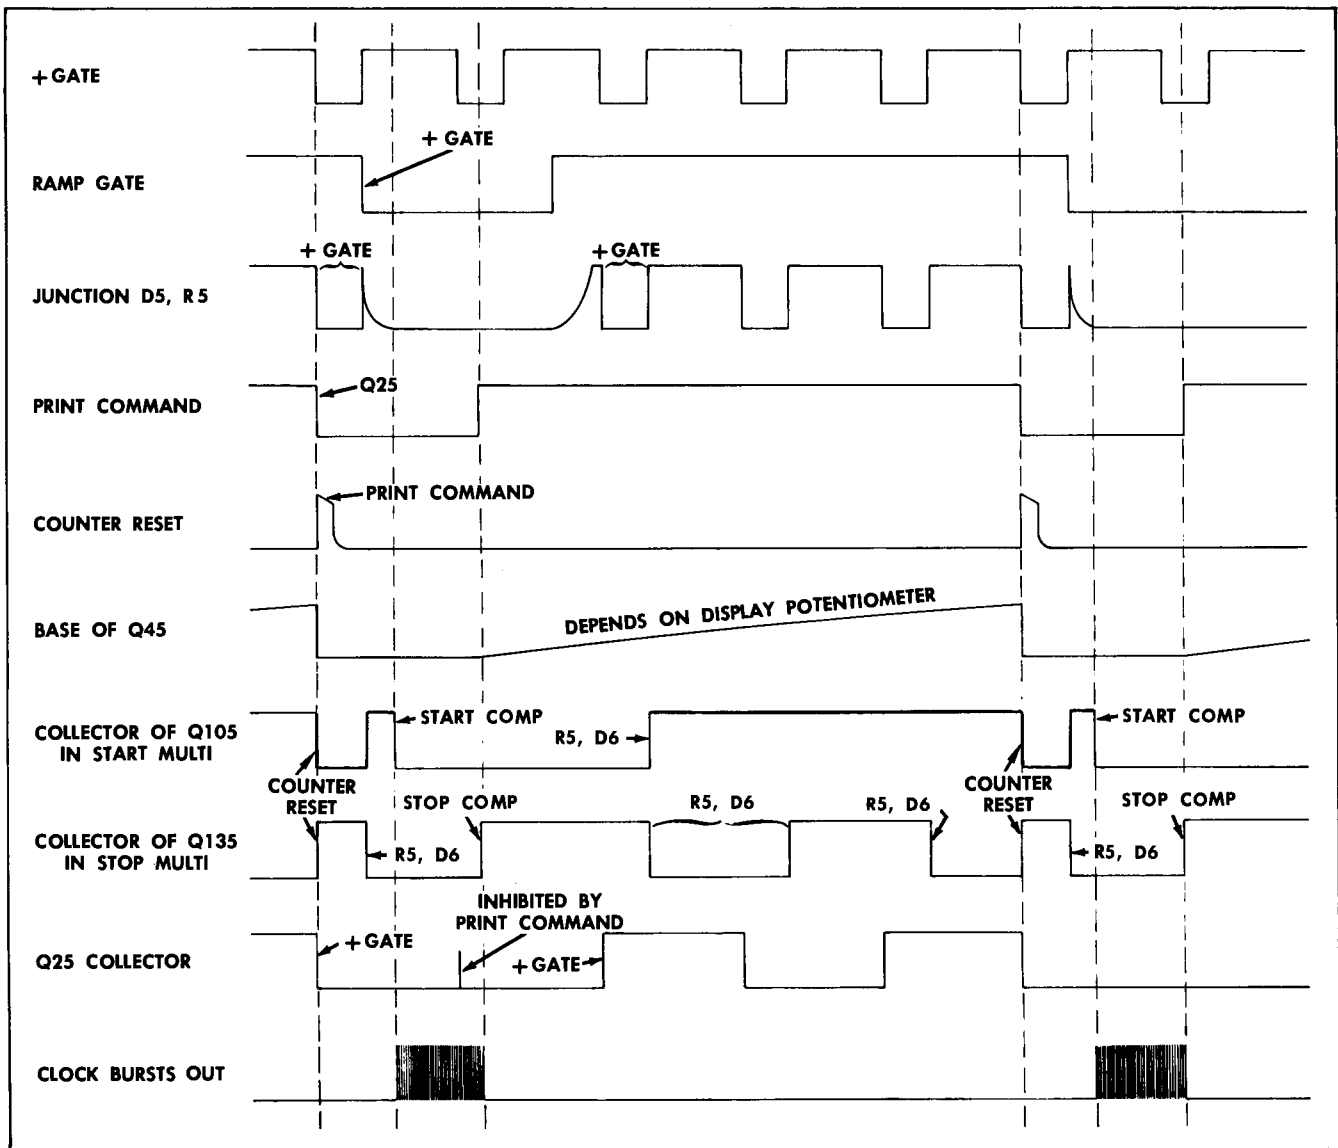 + GATE
+ GATE
RAMP GATE
+ GATE
+ GATE
JUNCTION D5, R5
Q25
PRINT COMMAND
PRINT COMMAND
COUNTER RESET
DEPENDS ON DISPLAY POTENTIOMETER
BASE OF Q45
COLLECTOR OF Q105
IN START MULTI
START COMP
R5, D6
START COMP
COUNTER
RESET
COUNTER
RESET
STOP COMP
R5, D6
R5, D6
STOP COMP
COLLECTOR OF Q135
IN STOP MULTI
R5, D6
R5, D6
INHIBITED BY
PRINT COMMAND
+ GATE
+ GATE
Q25 COLLECTOR
CLOCK BURSTS OUT